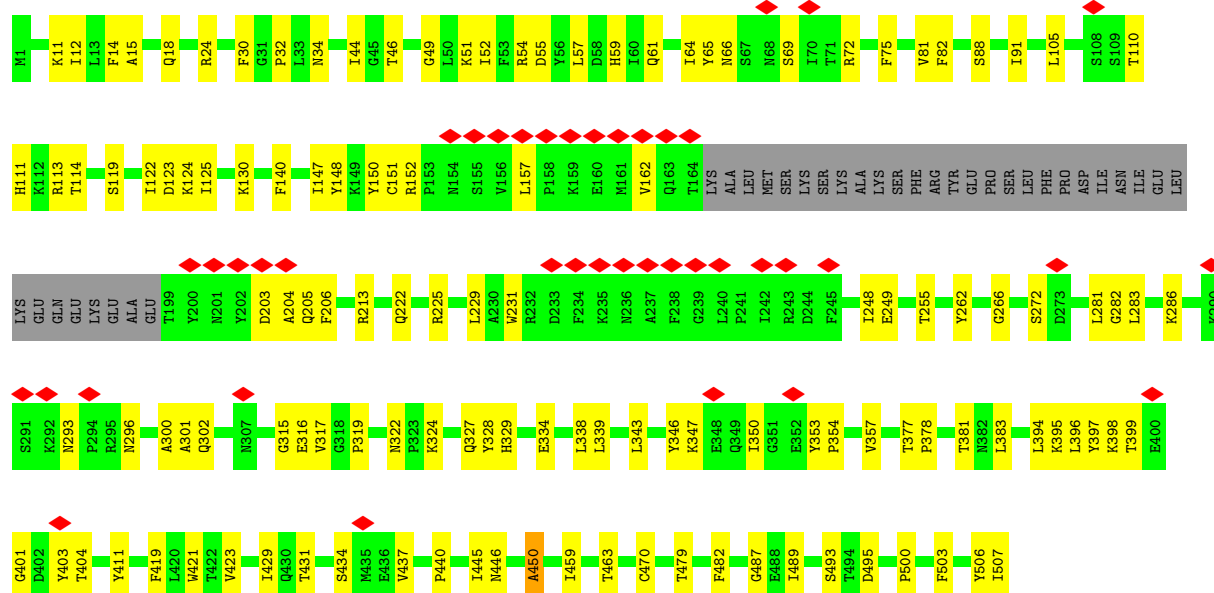 M1 K11 I12 L13 F14 A15 Q18 R24 F30 G31 P32 L33 N34 I44 G45 T46 G49 L50 K51 I52 F53 R54 D55 Y56 L57 D58 H59 I60 Q61 I64 Y65 N66 S67 N68 S69 I70 T71 R72 F75 V81 F82 S88 I91 L105 S108 S109 T110
H111 K112 R113 T114 S119 I122 D123 K124 I125 K130 F140 I147 Y148 K149 Y150 C151 R152 P153 N154 S155 V156 L157 P158 K159 E160 M161 V162 Q163 T164 LYS ALA LEU MET SER LYS SER LYS ALA LYS SER PHE ARG TYR GLU PRO SER LEU PHE PRO ASP ILE ASN ILE GLU LEU
LYS GLU GLN GLU LYS GLU ALA GLU T199 Y200 N201 Y202 D203 A204 Q205 F206 R213 Q222 R225 L229 A230 W231 R232 D233 F234 K235 N236 A237 F238 G239 L240 P241 I242 R243 D244 F245 I248 E249 T255 Y262 G266 S272 D273 L281 G282 L283 K286 K290
S291 K292 N293 P294 R295 N296 A300 A301 Q302 N307 G315 E316 V317 G318 P319 N322 P323 K324 Q327 Y328 H329 E334 L338 L339 L343 Y346 K347 E348 Q349 I350 G351 E352 Y353 P354 V357 T377 P378 T381 N382 L383 L394 K395 L396 Y397 K398 T399 E400
G401 D402 Y403 T404 Y411 F419 L420 W421 T422 V423 I429 Q430 T431 S434 M435 E436 V437 P440 I445 N446 A450 I459 T463 C470 T479 F482 G487 E488 I489 S493 T494 D495 P500 F503 Y506 I507